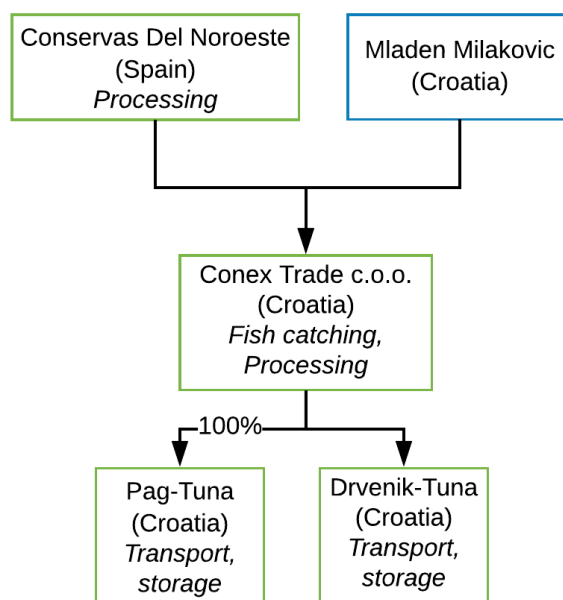 Conservas Del Noroeste
(Spain)
Processing
Mladen Milakovic
(Croatia)
Conex Trade c.o.o.
(Croatia)
Fish catching,
Processing
100%
Pag-Tuna
(Croatia)
Transport,
storage
Drvenik-Tuna
(Croatia)
Transport,
storage